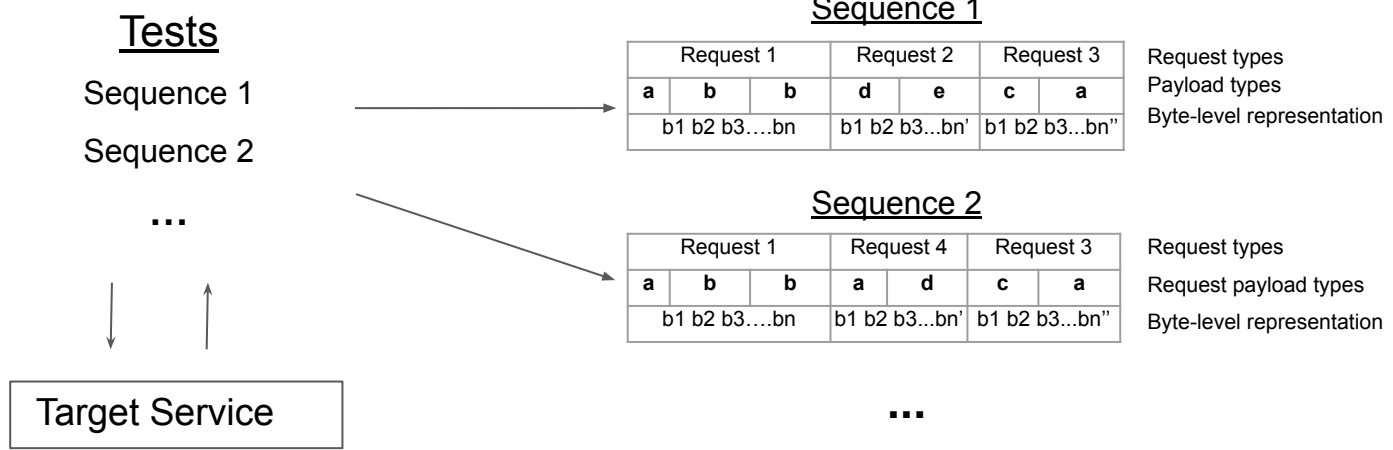 Tests
Sequence 1
Sequence 2
...
Target Service
Sequence 1
Request 1 Request 2 Request 3 Request types
a b b d e c a Payload types
b1 b2 b3....bn b1 b2 b3...bn’ b1 b2 b3...bn’’ Byte-level representation
Sequence 2
Request 1 Request 4 Request 3 Request types
a b b a d c a Request payload types
b1 b2 b3....bn b1 b2 b3...bn’ b1 b2 b3...bn’’ Byte-level representation
...